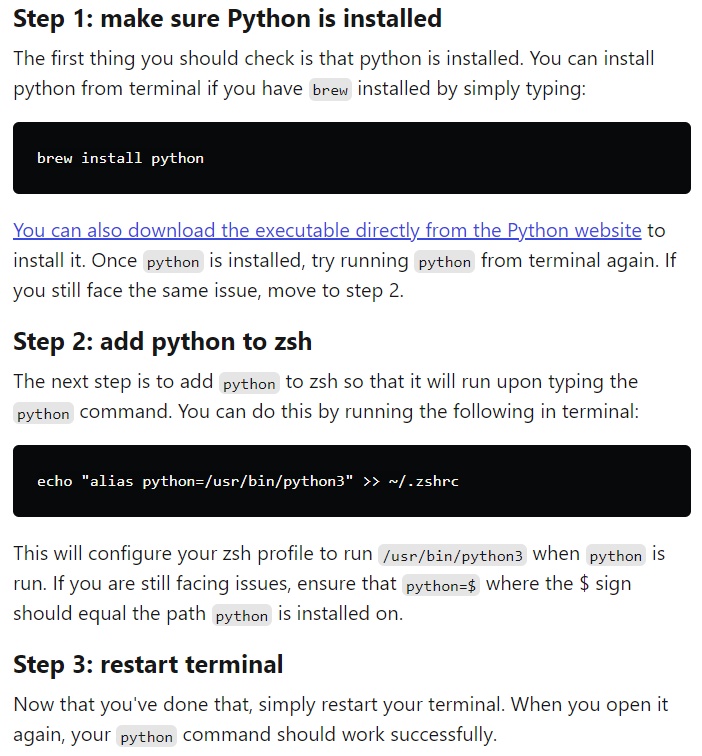 Step 1: make sure Python is installed
The first thing you should check is that python is installed. You can install
python from terminal if you have brew installed by simply typing:
brew install python
You can also download the executable directly from the Python website to
install it. Once python is installed, try running python from terminal again. If
you still face the same issue, move to step 2.
Step 2: add python to zsh
The next step is to add python to zsh so that it will run upon typing the
python command. You can do this by running the following in terminal:
echo "alias python=/usr/bin/python3" >> ~/.zshrc
This will configure your zsh profile to run /usr/bin/python3 when python is
run. If you are still facing issues, ensure that python=$ where the $ sign
should equal the path python is installed on.
Step 3: restart terminal
Now that you've done that, simply restart your terminal. When you open it
again, your python command should work successfully.